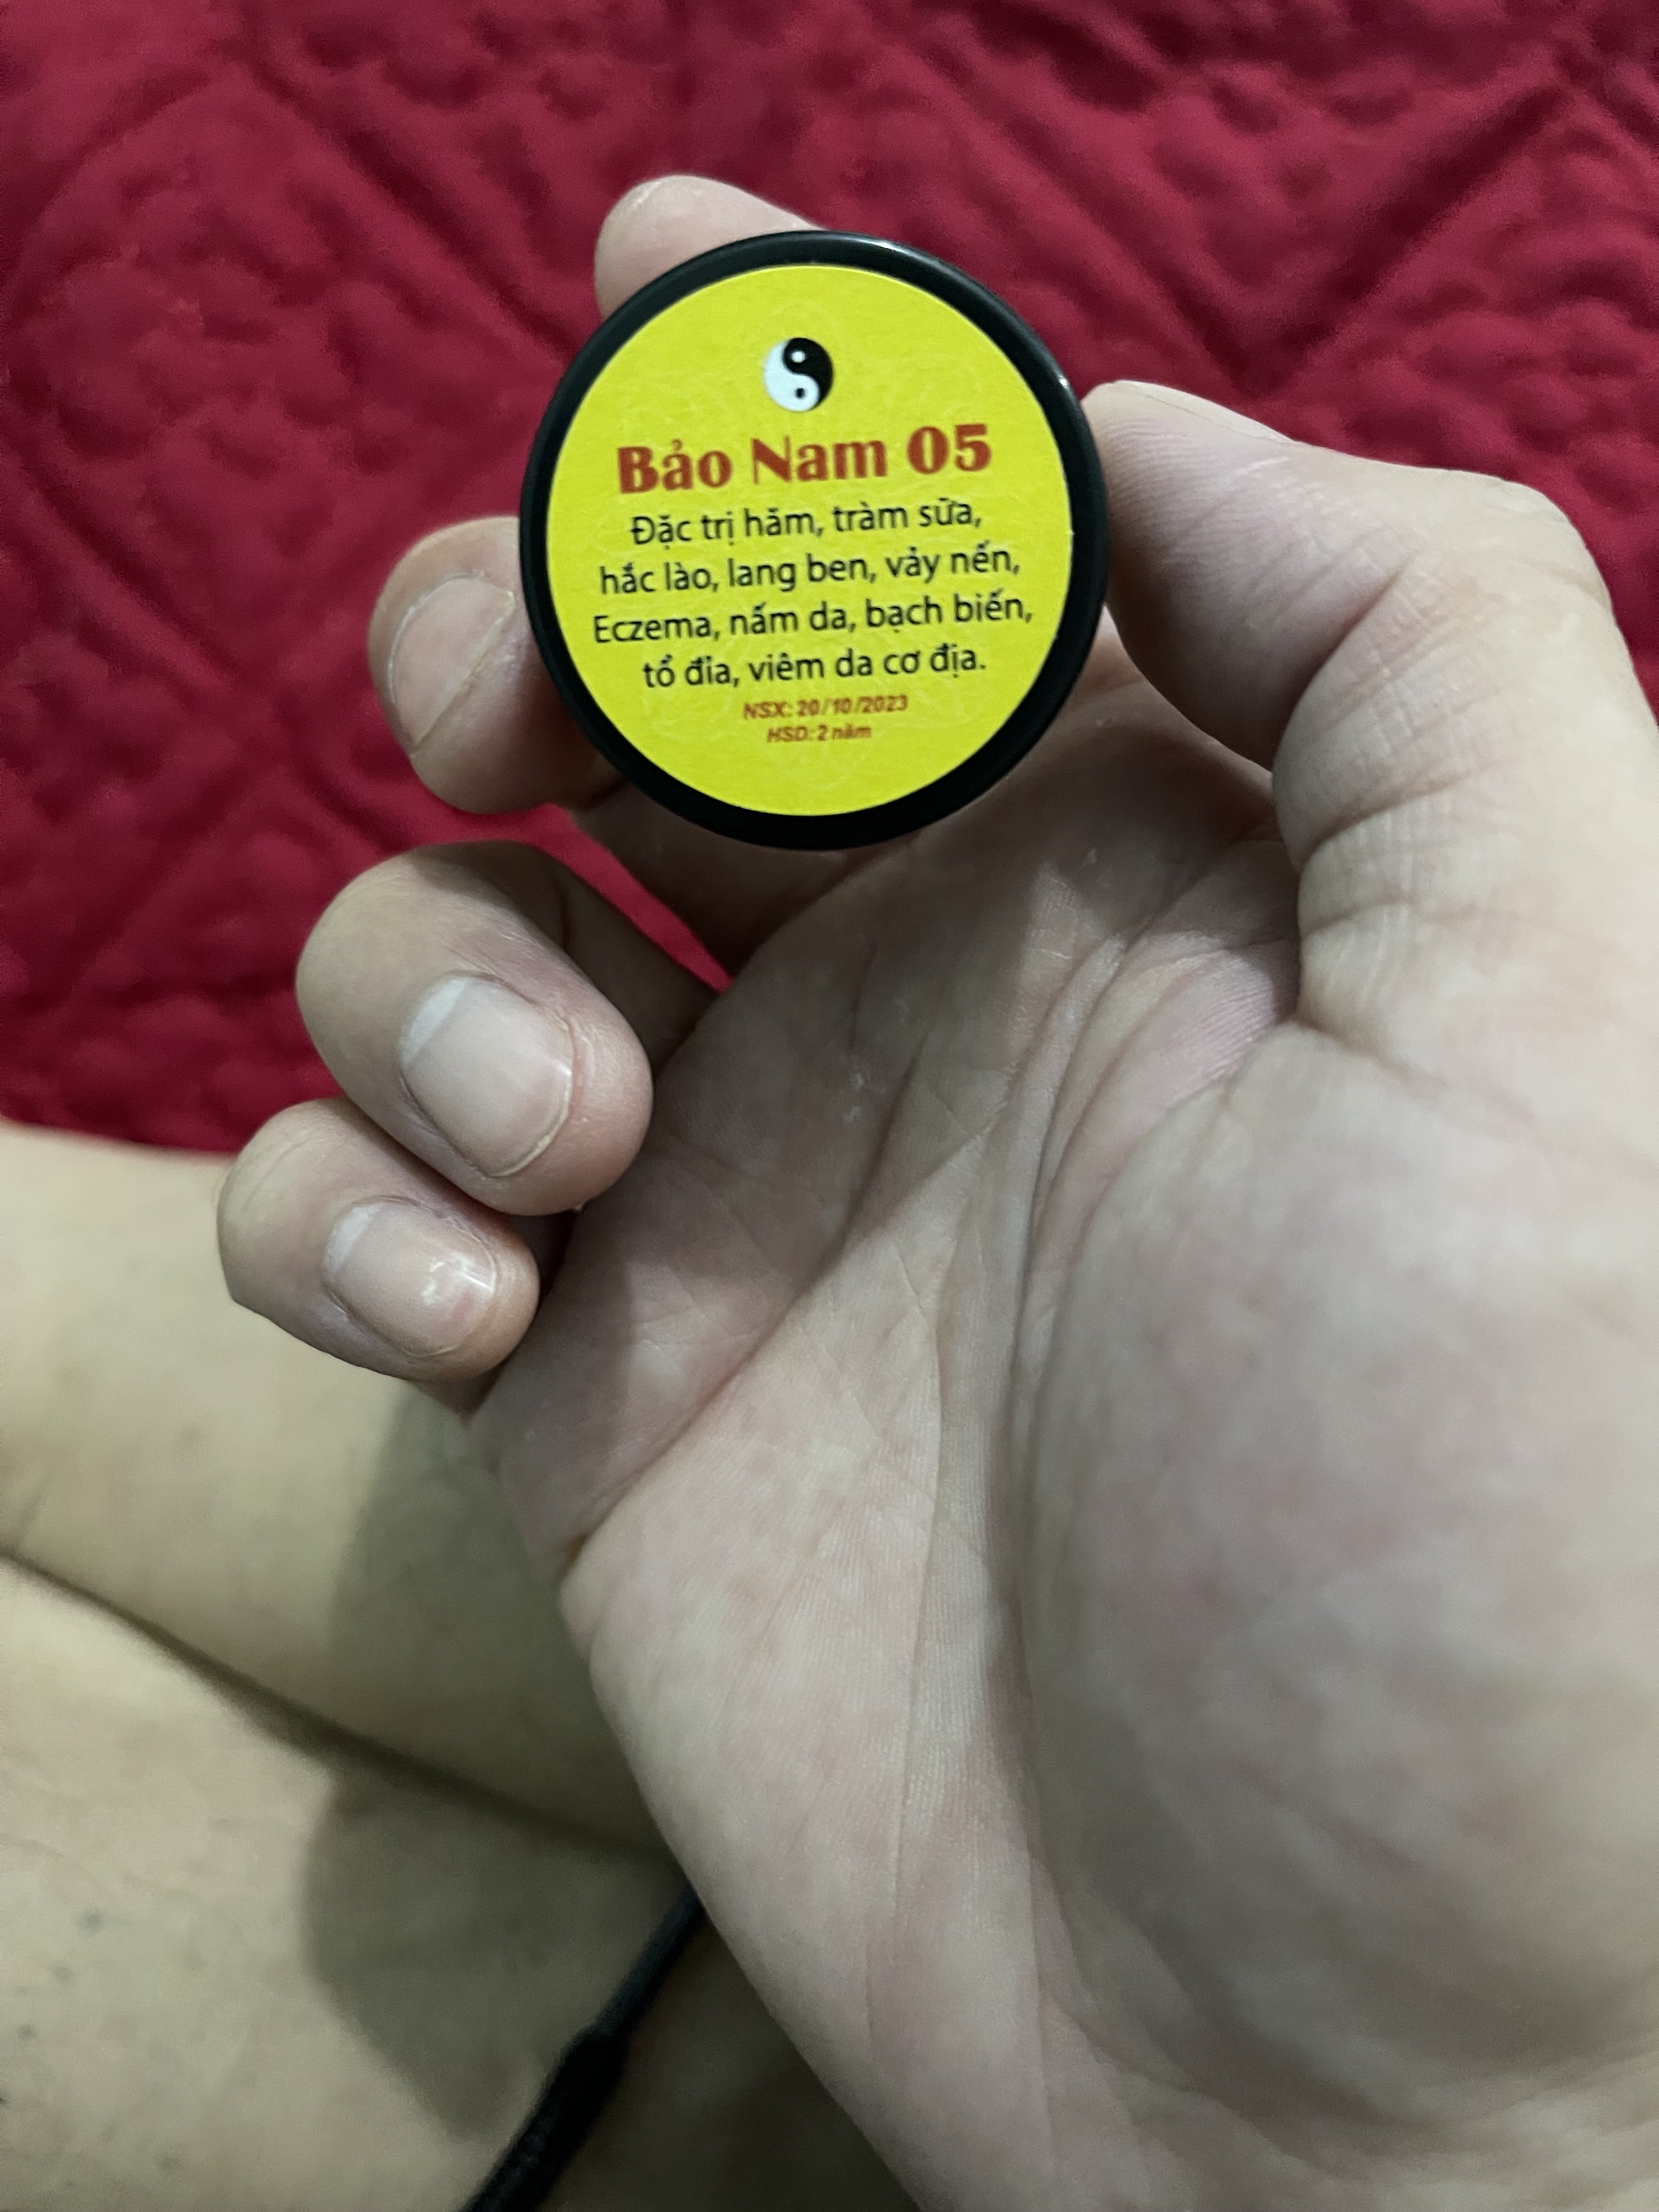 Bảo Nam 05
Đặc trị hăm, tràm sữa,
hắc lào, lang ben, vảy nến,
Eczema, nấm da, bạch biến,
tổ đỉa, viêm da cơ địa.
NSX: 20/10/2023
HSD: 2 năm